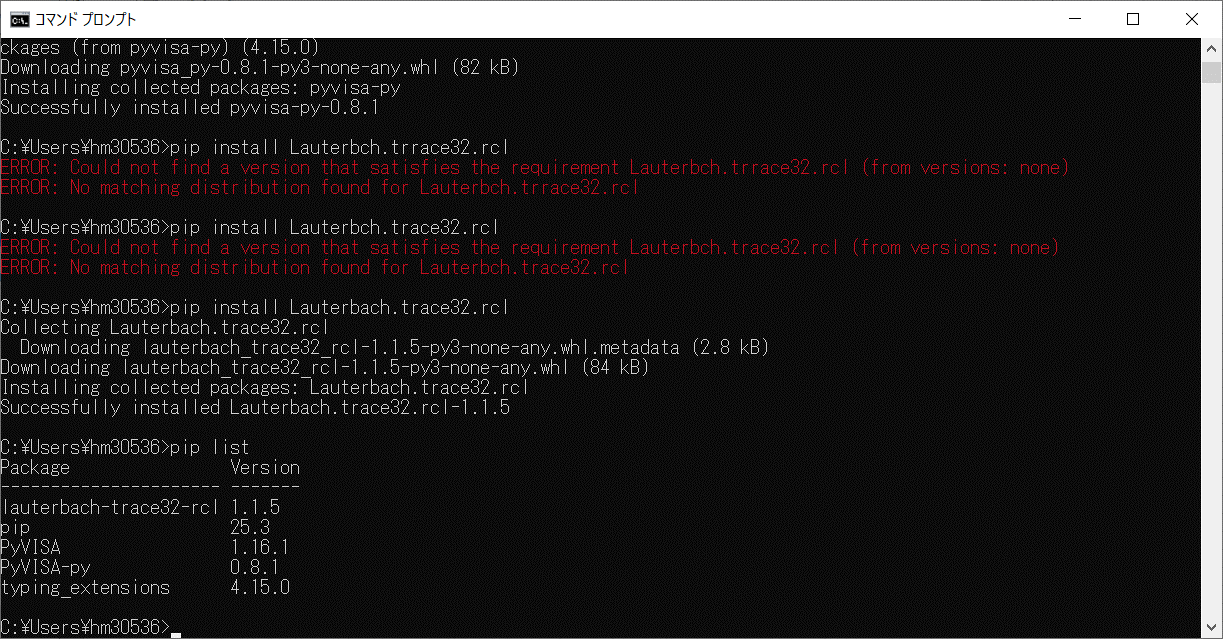 コマンド プロンプト
ckages (from pyvisa-py) (4.15.0)
Downloading pyvisa_py-0.8.1-py3-none-any.whl (82 kB)
Installing collected packages: pyvisa-py
Successfully installed pyvisa-py-0.8.1
C:¥Users¥hm30536>pip install Lauterbch.trrace32.rcl
ERROR: Could not find a version that satisfies the requirement Lauterbch.trrace32.rcl (from versions: none)
ERROR: No matching distribution found for Lauterbch.trrace32.rcl
C:¥Users¥hm30536>pip install Lauterbch.trace32.rcl
ERROR: Could not find a version that satisfies the requirement Lauterbch.trace32.rcl (from versions: none)
ERROR: No matching distribution found for Lauterbch.trace32.rcl
C:¥Users¥hm30536>pip install Lauterbach.trace32.rcl
Collecting Lauterbach.trace32.rcl
  Downloading lauterbach_trace32_rcl-1.1.5-py3-none-any.whl.metadata (2.8 kB)
Downloading lauterbach_trace32_rcl-1.1.5-py3-none-any.whl (84 kB)
Installing collected packages: Lauterbach.trace32.rcl
Successfully installed Lauterbach.trace32.rcl-1.1.5
C:¥Users¥hm30536>pip list
Package                Version
---------------------- -------
lauterbach-trace32-rcl 1.1.5
pip                    25.3
PyVISA                 1.16.1
PyVISA-py              0.8.1
typing_extensions      4.15.0
C:¥Users¥hm30536>